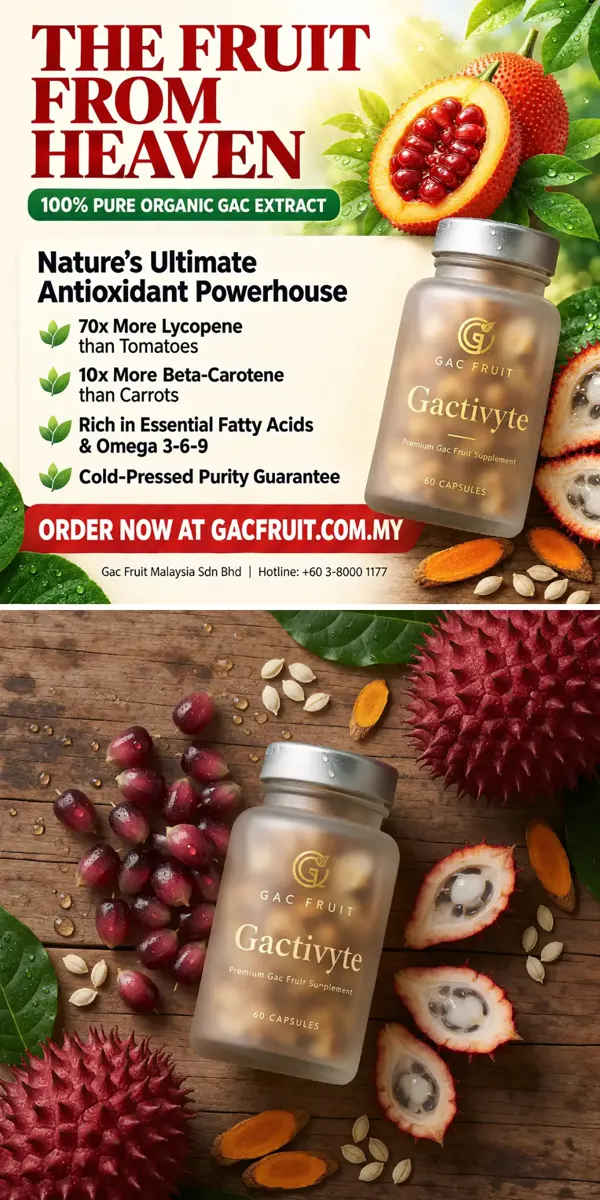 THE FRUIT
FROM
HEAVEN
100% PURE ORGANIC GAC EXTRACT
Nature's Ultimate
Antioxidant Powerhouse
70x More Lycopene
than Tomatoes
10x More Beta-Carotene
than Carrots
Rich in Essential Fatty Acids
& Omega 3-6-9
Cold-Pressed Purity Guarantee
ORDER NOW AT GACFRUIT.COM.MY
Gac Fruit Malaysia Sdn Bhd | Hotline: +60 3-8000 1177
GAC FRUIT
Gactivyte
Premium Gac Fruit Supplement
60 CAPSULES
GAC FRUIT
Gactivyte
Premium Gac Fruit Supplement
60 CAPSULES